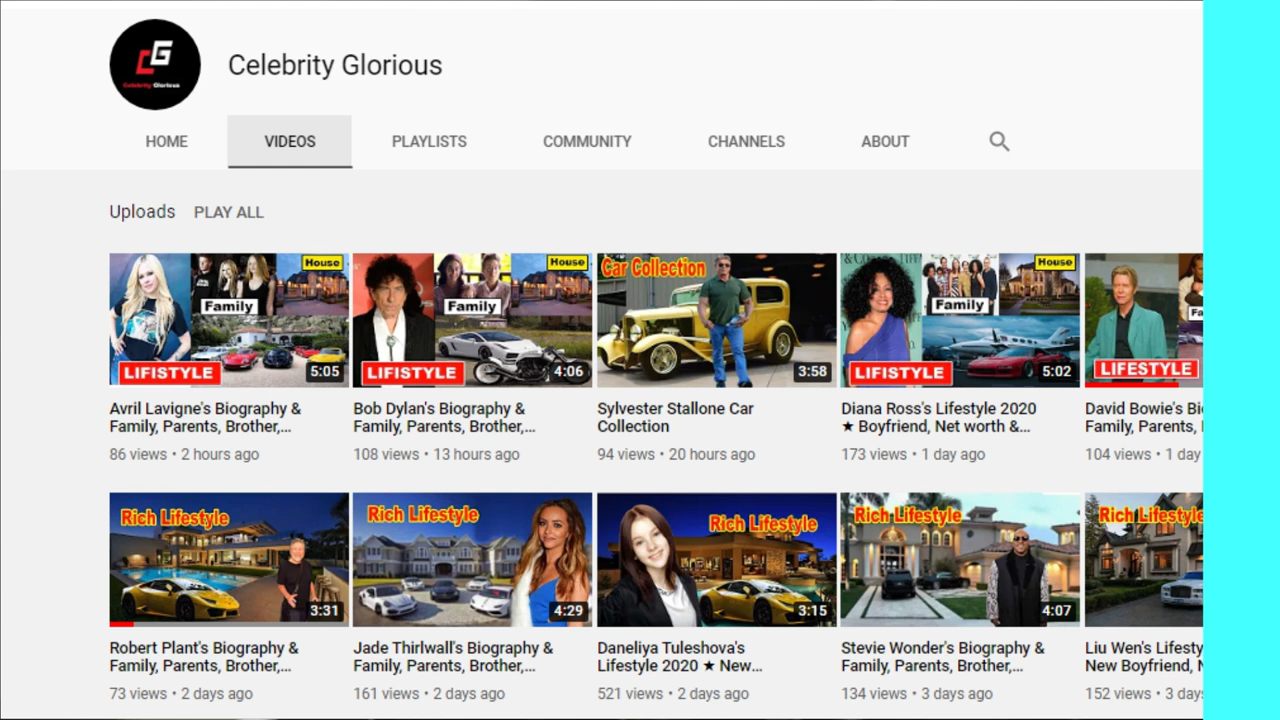 CG
Celebrity Glorious
Celebrity Glorious
HOME VIDEOS PLAYLISTS COMMUNITY CHANNELS ABOUT
Uploads PLAY ALL
House
Family
LIFISTYLE
5:05
House
Family
LIFISTYLE
4:06
Car Collection
3:58
House
Family
LIFISTYLE
5:02
Fa
LIFESTYLE
Avril Lavigne's Biography &
Family, Parents, Brother,...
86 views • 2 hours ago
Bob Dylan's Biography &
Family, Parents, Brother,...
108 views • 13 hours ago
Sylvester Stallone Car
Collection
94 views • 20 hours ago
Diana Ross's Lifestyle 2020
★ Boyfriend, Net worth &...
173 views • 1 day ago
David Bowie's Bi
Family, Parents,
104 views • 1 day
Rich Lifestyle
3:31
Rich Lifestyle
4:29
Rich Lifestyle
3:15
Rich Lifestyle
4:07
Rich Lifestyle
Robert Plant's Biography &
Family, Parents, Brother,...
73 views • 2 days ago
Jade Thirlwall's Biography &
Family, Parents, Brother,...
161 views • 2 days ago
Daneliya Tuleshova's
Lifestyle 2020 ★ New...
521 views • 2 days ago
Stevie Wonder's Biography &
Family, Parents, Brother,...
134 views • 3 days ago
Liu Wen's Lifesty
New Boyfriend, N
152 views • 3 days